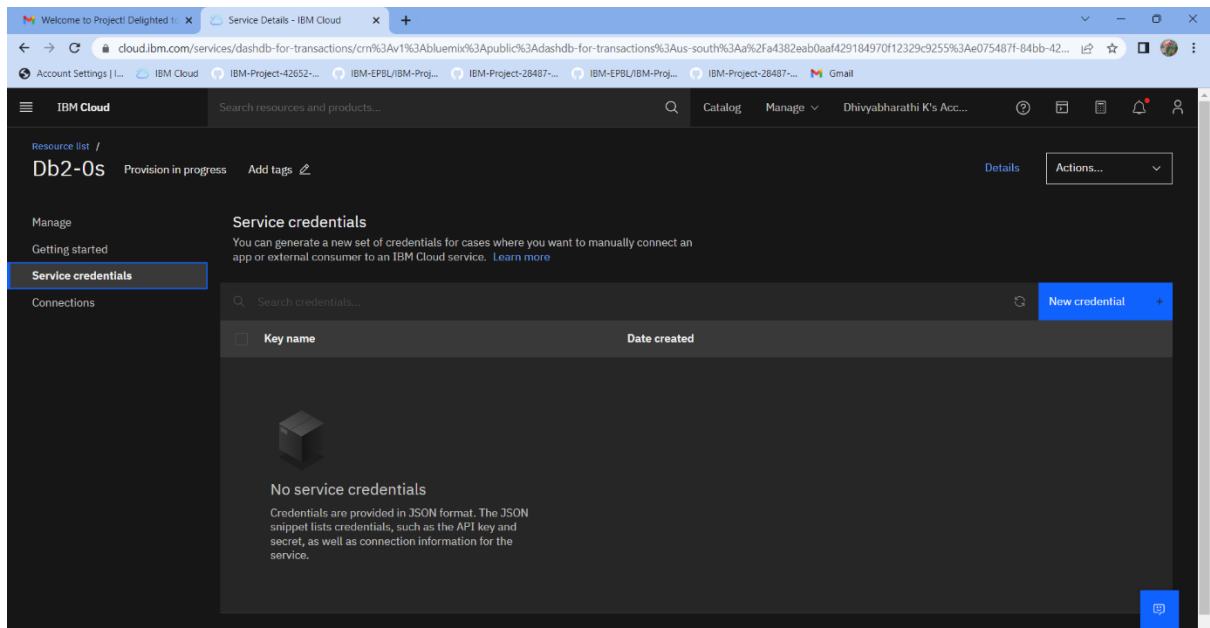 Welcome to Project! Delighted to
Service Details - IBM Cloud
cloud.ibm.com/services/dashdb-for-transactions/crn%3Av1%3Abluemix%3Apublic%3Adashdb-for-transactions%3Aus-south%3Aa%2Fa4382eab0aaf429184970f12329c9255%3Ae075487f-84bb-42...
Account Settings | I... IBM Cloud IBM-Project-42652-... IBM-EPBL/IBM-Proj... IBM-Project-28487-... IBM-EPBL/IBM-Proj... IBM-Project-28487-... Gmail
IBM Cloud Search resources and products... Catalog Manage Dhivyabharathi K's Acc...
Resource list /
Db2-0s Provision in progress Add tags Details Actions...
Manage
Getting started
Service credentials
Connections
Service credentials
You can generate a new set of credentials for cases where you want to manually connect an
app or external consumer to an IBM Cloud service. Learn more
Search credentials... New credential +
Key name Date created
No service credentials
Credentials are provided in JSON format. The JSON
snippet lists credentials, such as the API key and
secret, as well as connection information for the
service.